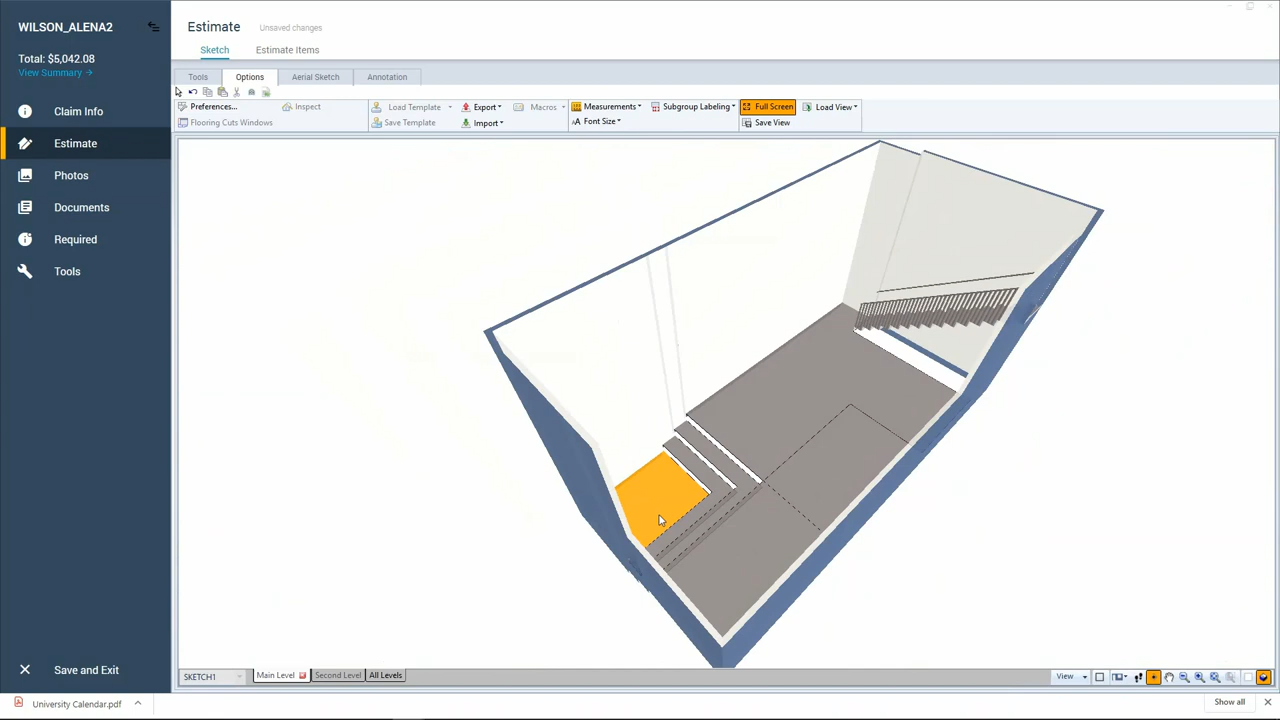 WILSON_ALENA2
Total: $5,042.08
View Summary
Claim Info
Estimate
Photos
Documents
Required
Tools
Save and Exit
Estimate
Unsaved changes
Sketch
Estimate Items
Tools
Options
Aerial Sketch
Annotation
Preferences...
Inspect
Flooring Cuts Windows
Load Template
Save Template
Export
Import
Macros
Measurements
Font Size
A
Subgroup Labeling
Full Screen
Save View
Load View
SKETCH1
Main Level
Second Level
All Levels
View
University Calendar.pdf
Show all